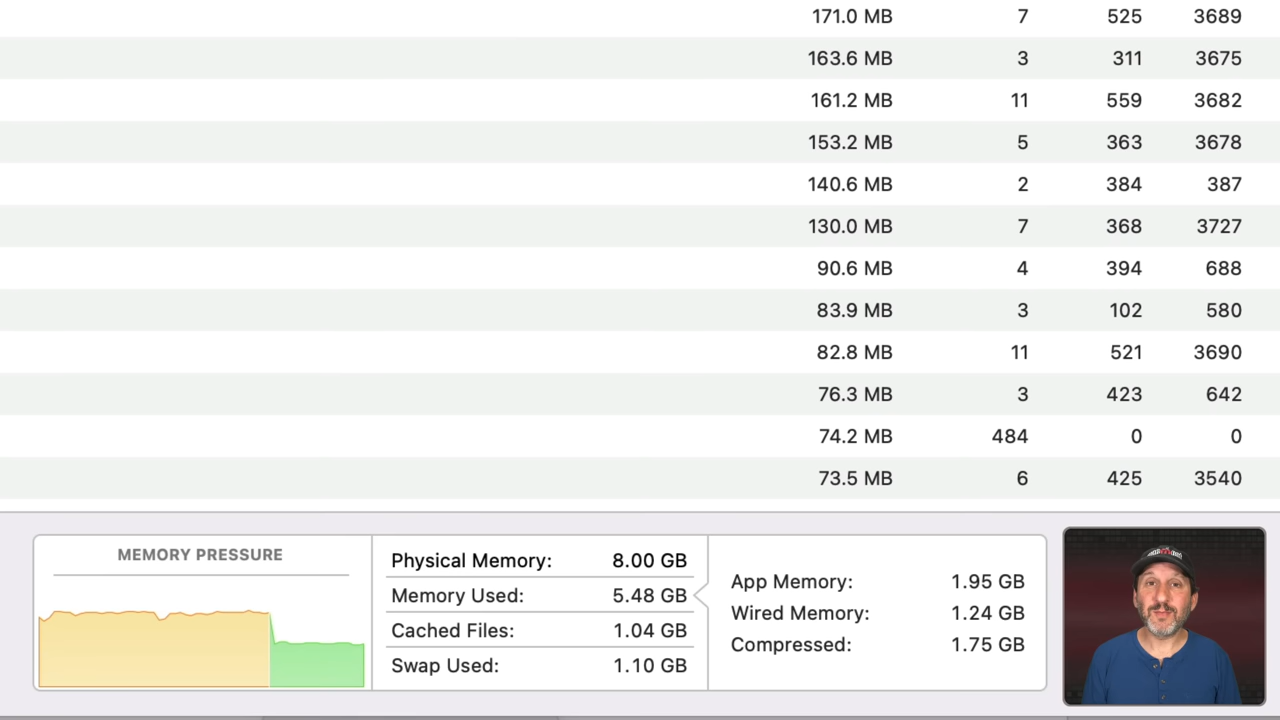 171.0 MB 7 525 3689
163.6 MB 3 311 3675
161.2 MB 11 559 3682
153.2 MB 5 363 3678
140.6 MB 2 384 387
130.0 MB 7 368 3727
90.6 MB 4 394 688
83.9 MB 3 102 580
82.8 MB 11 521 3690
76.3 MB 3 423 642
74.2 MB 484 0 0
73.5 MB 6 425 3540
MEMORY PRESSURE
Physical Memory: 8.00 GB
Memory Used: 5.48 GB
Cached Files: 1.04 GB
Swap Used: 1.10 GB
App Memory: 1.95 GB
Wired Memory: 1.24 GB
Compressed: 1.75 GB